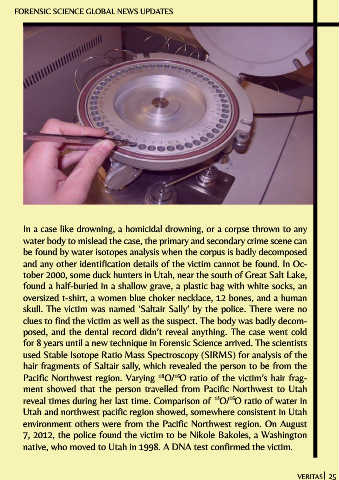 FORENSIC SCIENCE GLOBAL NEWS UPDATES
In a case like drowning, a homicidal drowning, or a corpse thrown to any
water body to mislead the case, the primary and secondary crime scene can
be found by water isotopes analysis when the corpus is badly decomposed
and any other identification details of the victim cannot be found. In Oc-
tober 2000, some duck hunters in Utah, near the south of Great Salt Lake,
found a half-buried in a shallow grave, a plastic bag with white socks, an
oversized t-shirt, a women blue choker necklace, 12 bones, and a human
skull. The victim was named 'Saltair Sally' by the police. There were no
clues to find the victim as well as the suspect. The body was badly decom-
posed, and the dental record didn't reveal anything. The case went cold
for 8 years until a new technique in Forensic Science arrived. The scientists
used Stable Isotope Ratio Mass Spectroscopy (SIRMS) for analysis of the
hair fragments of Saltair sally, which revealed the person to be from the
Pacific Northwest region. Varying ¹⁸O/¹⁶O ratio of the victim's hair frag-
ment showed that the person travelled from Pacific Northwest to Utah
reveal times during her last time. Comparison of ¹⁸O/¹⁶O ratio of water in
Utah and northwest pacific region showed, somewhere consistent in Utah
environment others were from the Pacific Northwest region. On August
7, 2012, the police found the victim to be Nikole Bakoles, a Washington
native, who moved to Utah in 1998. A DNA test confirmed the victim.
VERITAS| 25